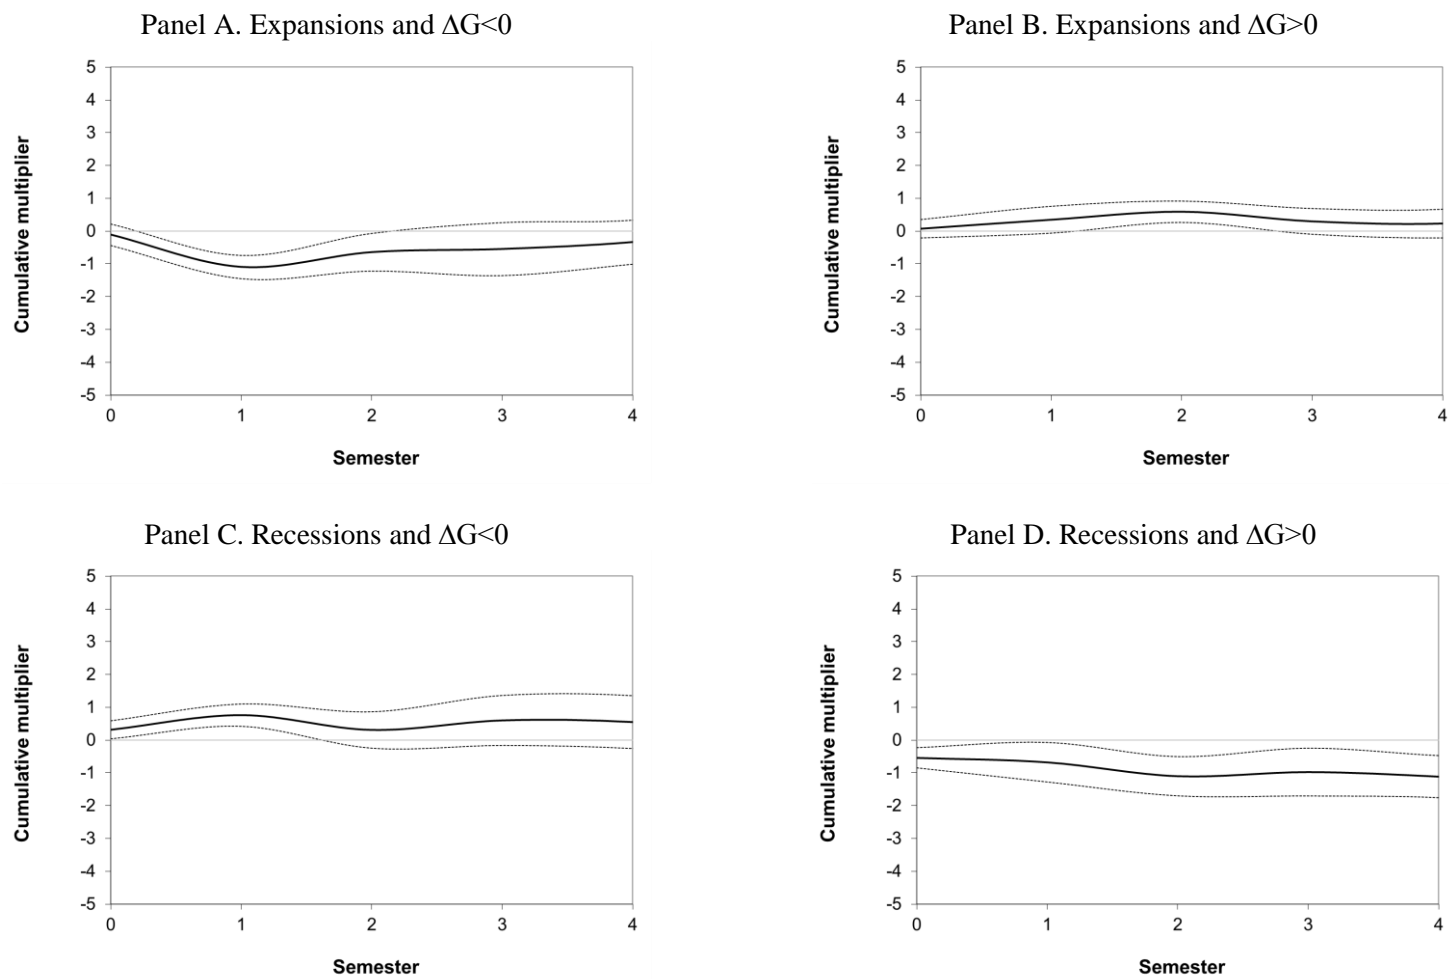 Panel A. Expansions and ΔG<0
5
4
3
2
1
0
-1
-2
-3
-4
-5
Cumulative multiplier
0 1 2 3 4
Semester
Panel B. Expansions and ΔG>0
5
4
3
2
1
0
-1
-2
-3
-4
-5
Cumulative multiplier
0 1 2 3 4
Semester
Panel C. Recessions and ΔG<0
5
4
3
2
1
0
-1
-2
-3
-4
-5
Cumulative multiplier
0 1 2 3 4
Semester
Panel D. Recessions and ΔG>0
5
4
3
2
1
0
-1
-2
-3
-4
-5
Cumulative multiplier
0 1 2 3 4
Semester